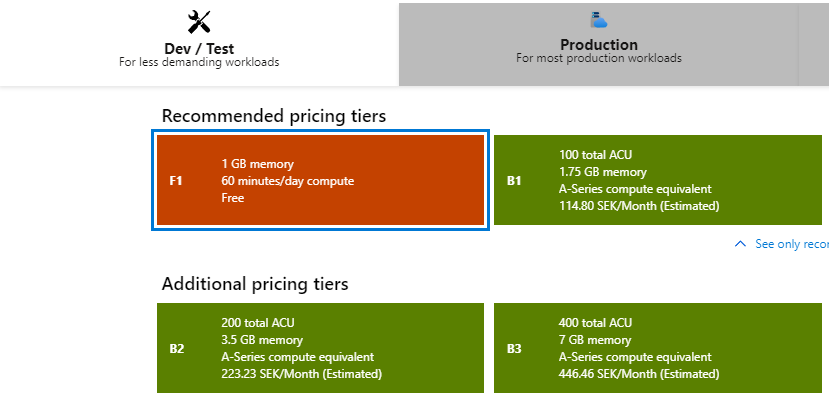 Dev / Test
For less demanding workloads
Production
For most production workloads
Recommended pricing tiers
F1
1 GB memory
60 minutes/day compute
Free
B1
100 total ACU
1.75 GB memory
A-Series compute equivalent
114.80 SEK/Month (Estimated)
See only recor
Additional pricing tiers
B2
200 total ACU
3.5 GB memory
A-Series compute equivalent
223.23 SEK/Month (Estimated)
B3
400 total ACU
7 GB memory
A-Series compute equivalent
446.46 SEK/Month (Estimated)